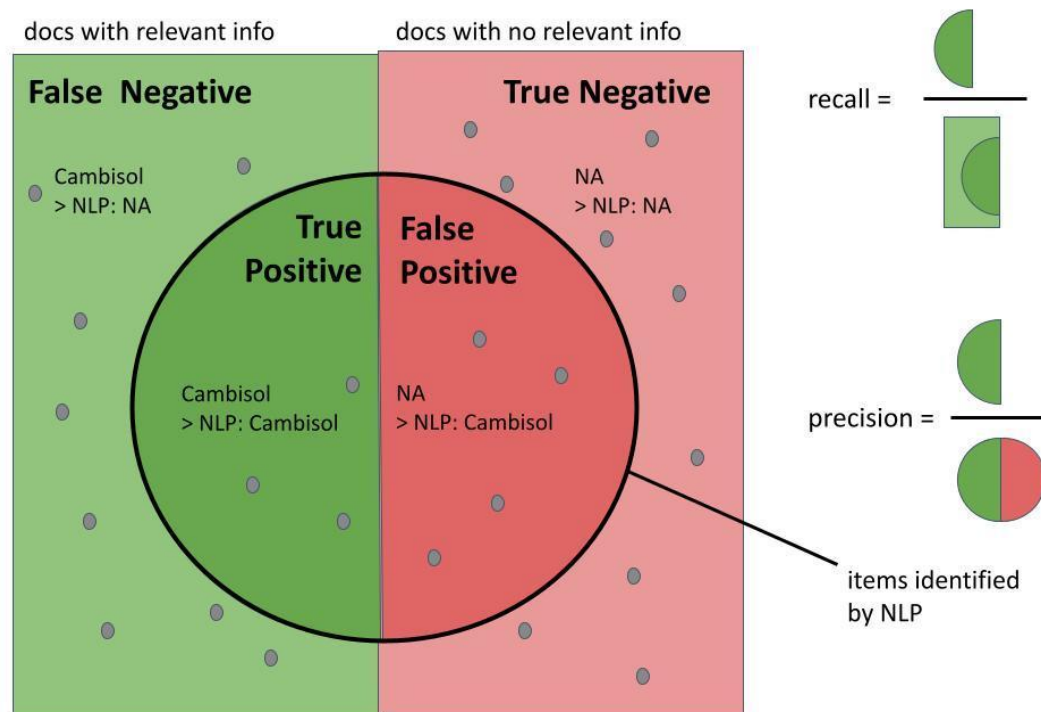 docs with relevant info
docs with no relevant info
False  Negative
True Negative
recall =
Cambisol
> NLP: NA
NA
> NLP: NA
True
Positive
False
Positive
Cambisol
> NLP: Cambisol
NA
> NLP: Cambisol
precision =
items identified
by NLP